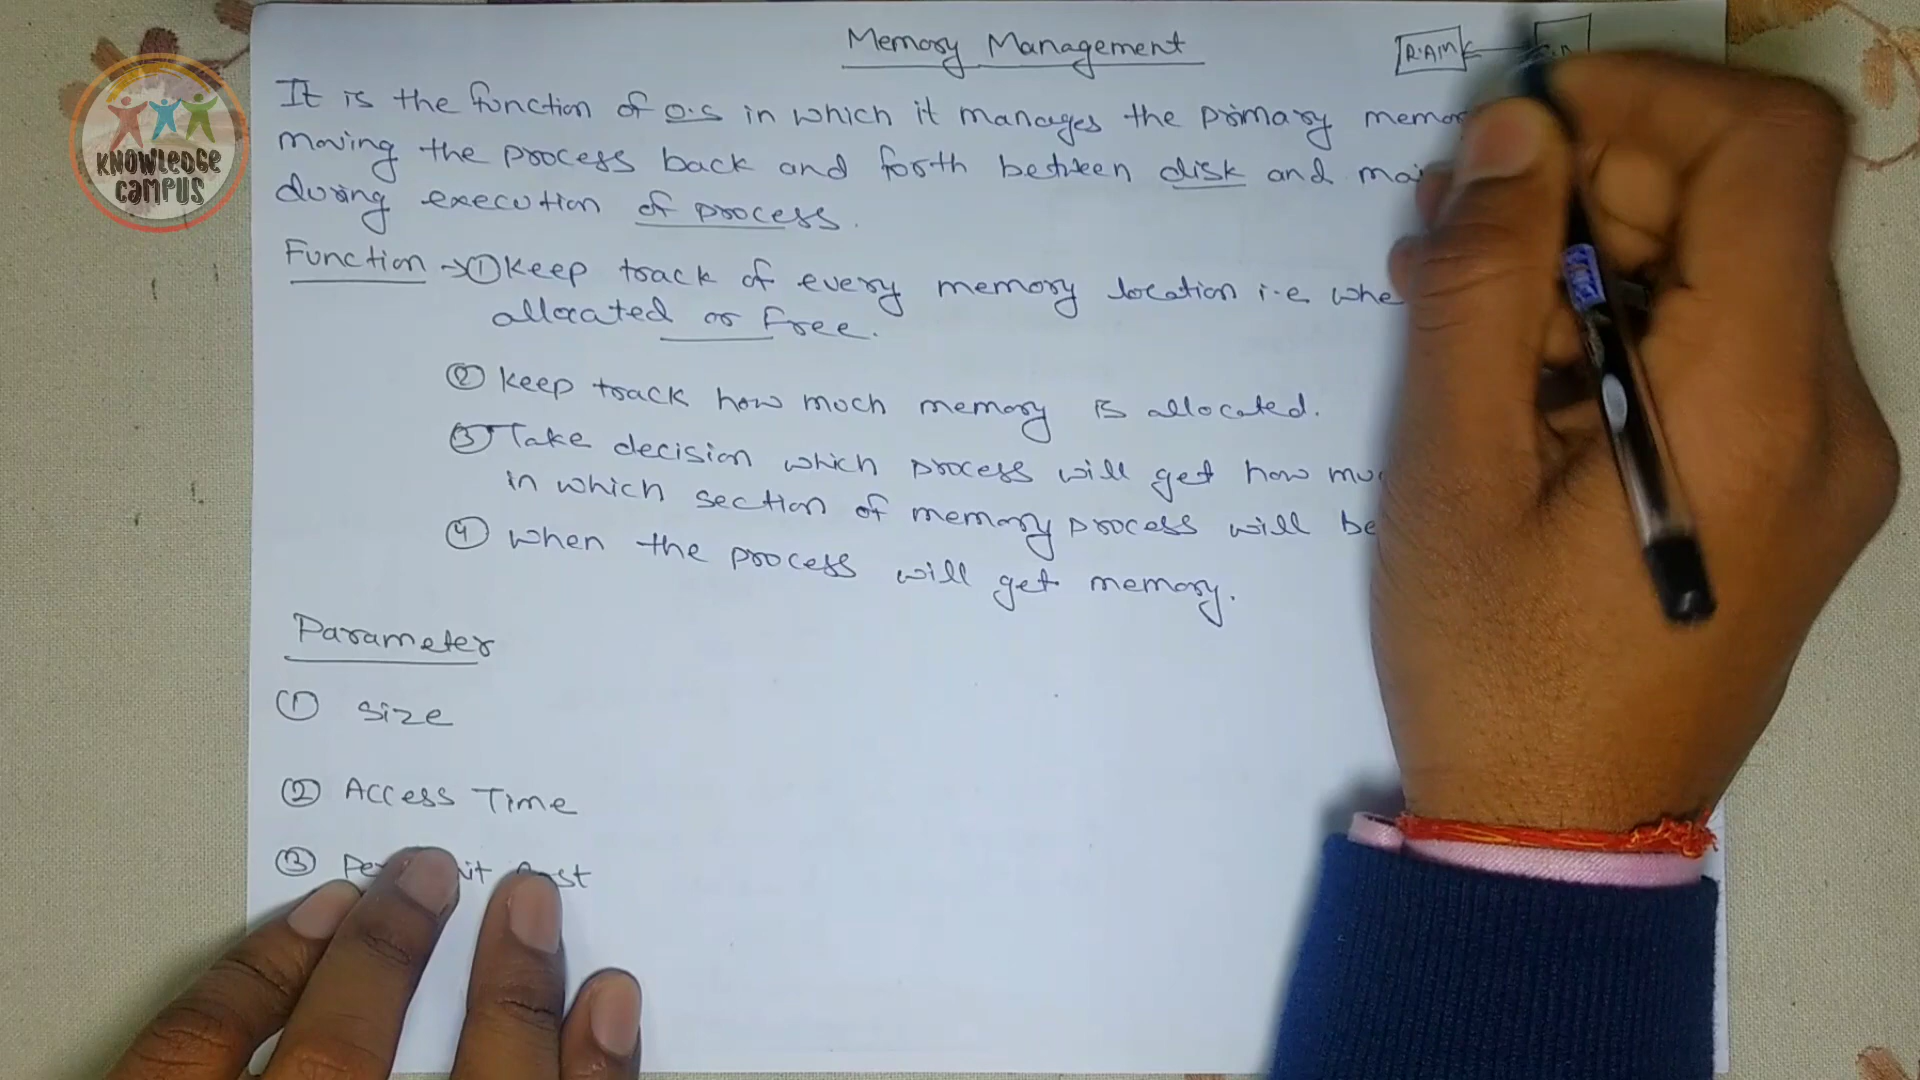 KNOWLEDGE
CAMPUS
Memory Management
R.AM
It is the function of O.S in which it manages the primary
moving the process back and forth between disk and
during execution of process.
Function → ① Keep track of every memory location i.e
allocated or free.
② Keep track how much memory is allocated.
③ Take decision which process will get how
in which section of memory process will be
④ When the process will get memory.
Parameter
① Size
② Access Time
③